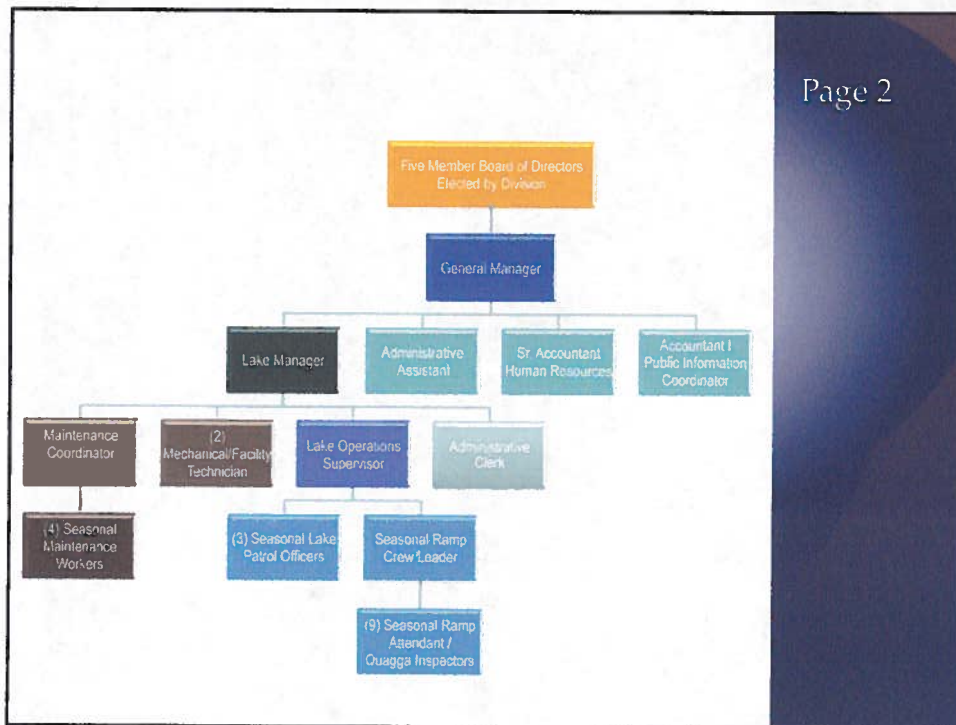 Page 2
Five Member Board of Directors
Elected by Division
General Manager
Lake Manager
Administrative
Assistant
Sr. Accountant
Human Resources
Accountant I
Public Information
Coordinator
Maintenance
Coordinator
(2)
Mechanical/Facility
Technician
Lake Operations
Supervisor
Administrative
Clerk
(4) Seasonal
Maintenance
Workers
(3) Seasonal Lake
Patrol Officers
Seasonal Ramp
Crew Leader
(9) Seasonal Ramp
Attendant /
Quagga Inspectors